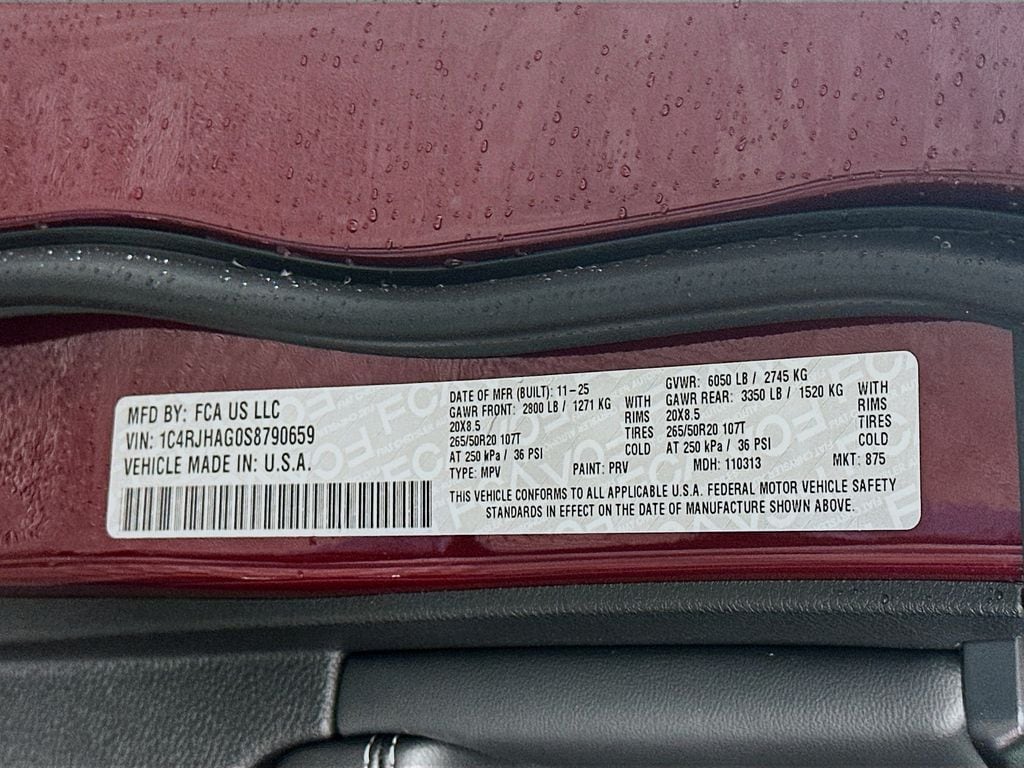 MFD BY: FCA US LLC
VIN: 1C4RJHAG0S8790659
VEHICLE MADE IN: U.S.A.
DATE OF MFR (BUILT): 11-25
GAWR FRONT: 2800 LB / 1271 KG
20X8.5
265/50R20 107T
AT 250 kPa / 36 PSI
WITH
RIMS
TIRES
COLD
GVWR: 6050 LB / 2745 KG
GAWR REAR: 3350 LB / 1520 KG
20X8.5
265/50R20 107T
AT 250 kPa / 36 PSI
WITH
RIMS
TIRES
COLD
TYPE: MPV PAINT: PRV MDH: 110313 MKT: 875
THIS VEHICLE CONFORMS TO ALL APPLICABLE U.S.A. FEDERAL MOTOR VEHICLE SAFETY
STANDARDS IN EFFECT ON THE DATE OF MANUFACTURE SHOWN ABOVE.